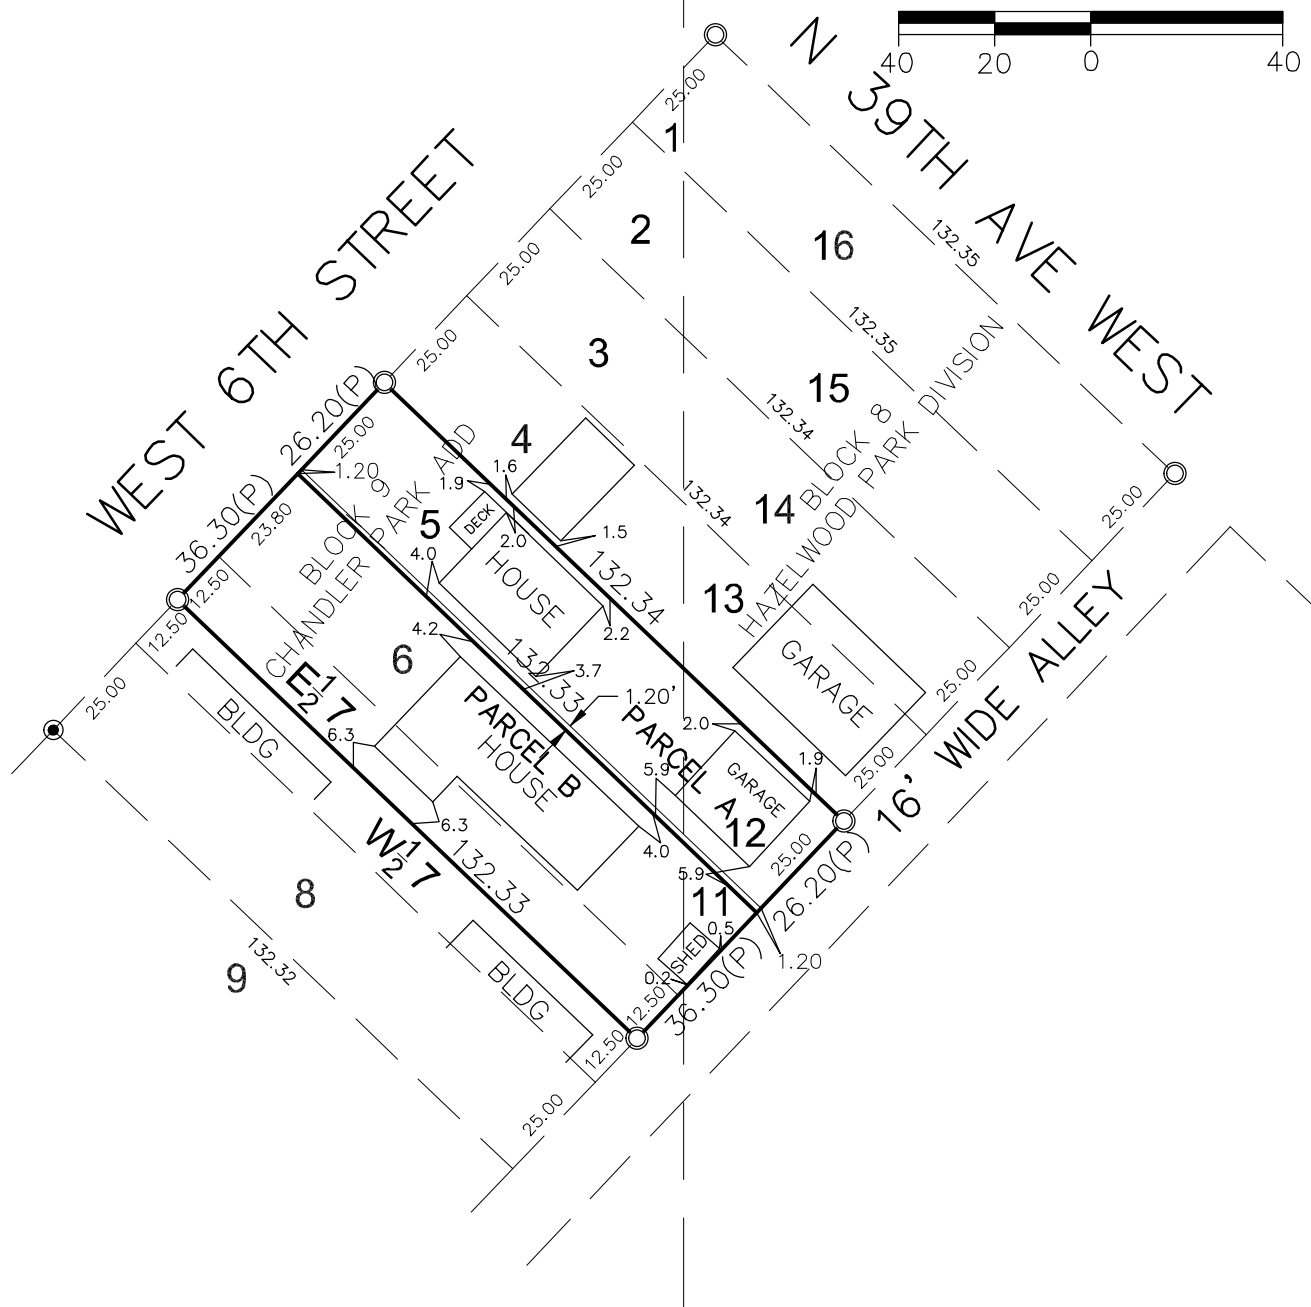 40 20 0 40
N 39TH AVE WEST
WEST 6TH STREET
25.00
1
25.00
2
25.00
3
25.00
16
132.35
132.35
15
132.34
14
132.34
13
BLOCK 8
HAZELWOOD PARK DIVISION
26.20(P)
25.00
1.20
36.30(P)
23.80
12.50
12.50
25.00
BLOCK 9
CHANDLER PARK ADD
4
5
6
1.6
1.9
DECK
2.0
1.5
4.0
HOUSE
132.34
2.2
4.2
132.33
3.7
1.20'
PARCEL A
PARCEL B
HOUSE
E½ 7
W½ 7
BLDG
6.3
6.3
132.33
5.9
4.0
2.0
1.9
GARAGE
12
25.00
26.20(P)
5.9
11
0.5
SHED
0.2
36.30(P)
1.20
12.50
12.50
25.00
BLDG
8
9
132.32
GARAGE
25.00
25.00
25.00
25.00
16' WIDE ALLEY